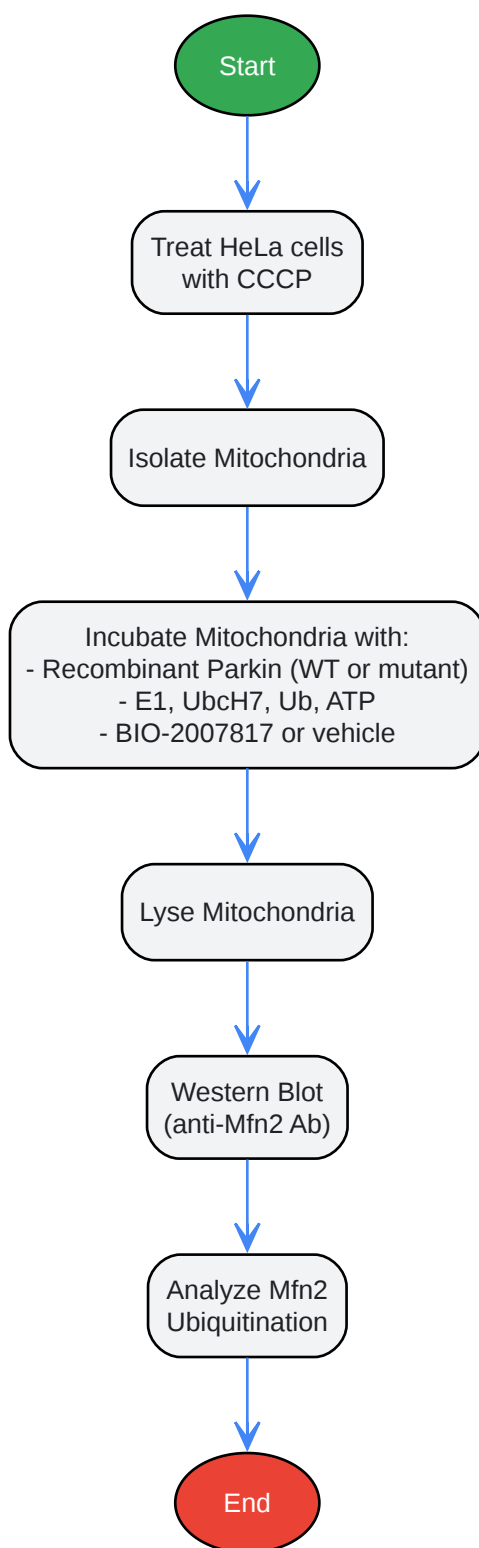 Start
Treat HeLa cells
with CCCP
Isolate Mitochondria
Incubate Mitochondria with:
- Recombinant Parkin (WT or mutant)
- E1, UbcH7, Ub, ATP
- BIO-2007817 or vehicle
Lyse Mitochondria
Western Blot
(anti-Mfn2 Ab)
Analyze Mfn2
Ubiquitination
End